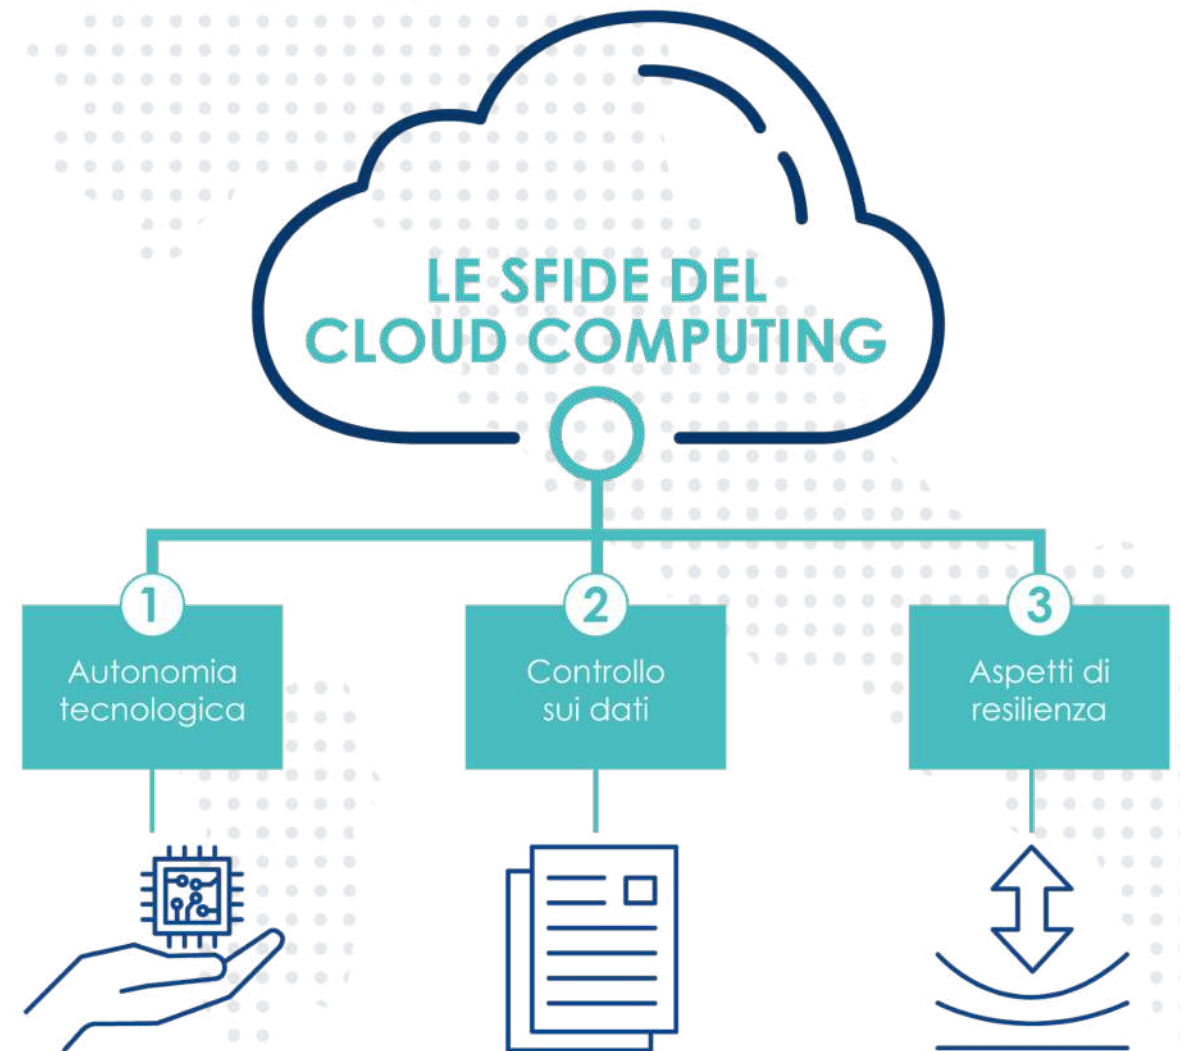 LE SFIDE DEL
CLOUD COMPUTING
1
Autonomia
tecnologica
2
Controllo
sui dati
3
Aspetti di
resilienza